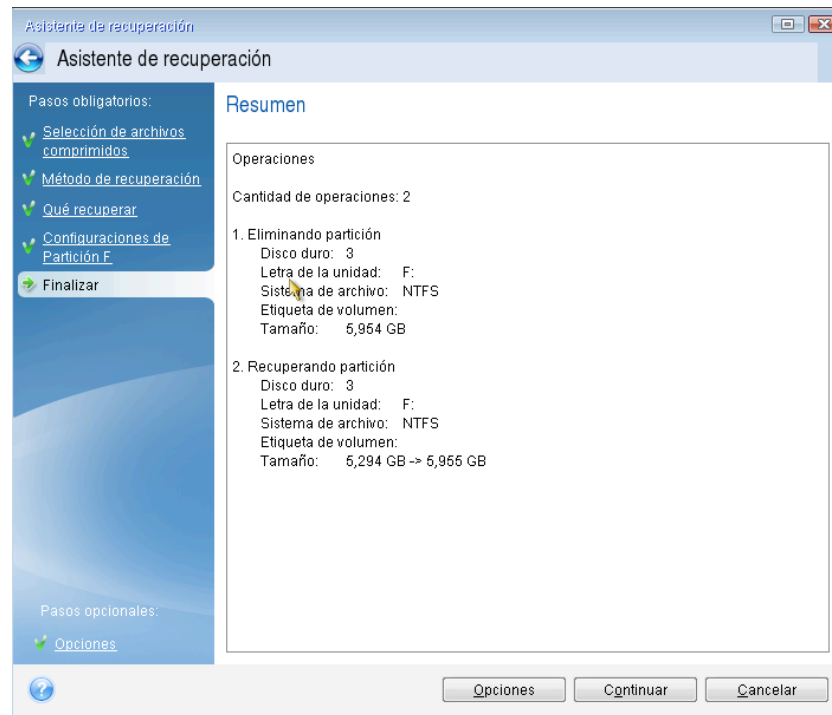 Asistente de recuperación
Asistente de recuperación
Pasos obligatorios:
Selección de archivos
comprimidos
Método de recuperación
Qué recuperar
Configuraciones de
Partición F
Finalizar
Pasos opcionales:
Opciones
Resumen
Operaciones
Cantidad de operaciones: 2
1. Eliminando partición
Disco duro: 3
Letra de la unidad: F:
Sistema de archivo: NTFS
Etiqueta de volumen:
Tamaño: 5,954 GB
2. Recuperando partición
Disco duro: 3
Letra de la unidad: F:
Sistema de archivo: NTFS
Etiqueta de volumen:
Tamaño: 5,294 GB -> 5,955 GB
Opciones
Continuar
Cancelar